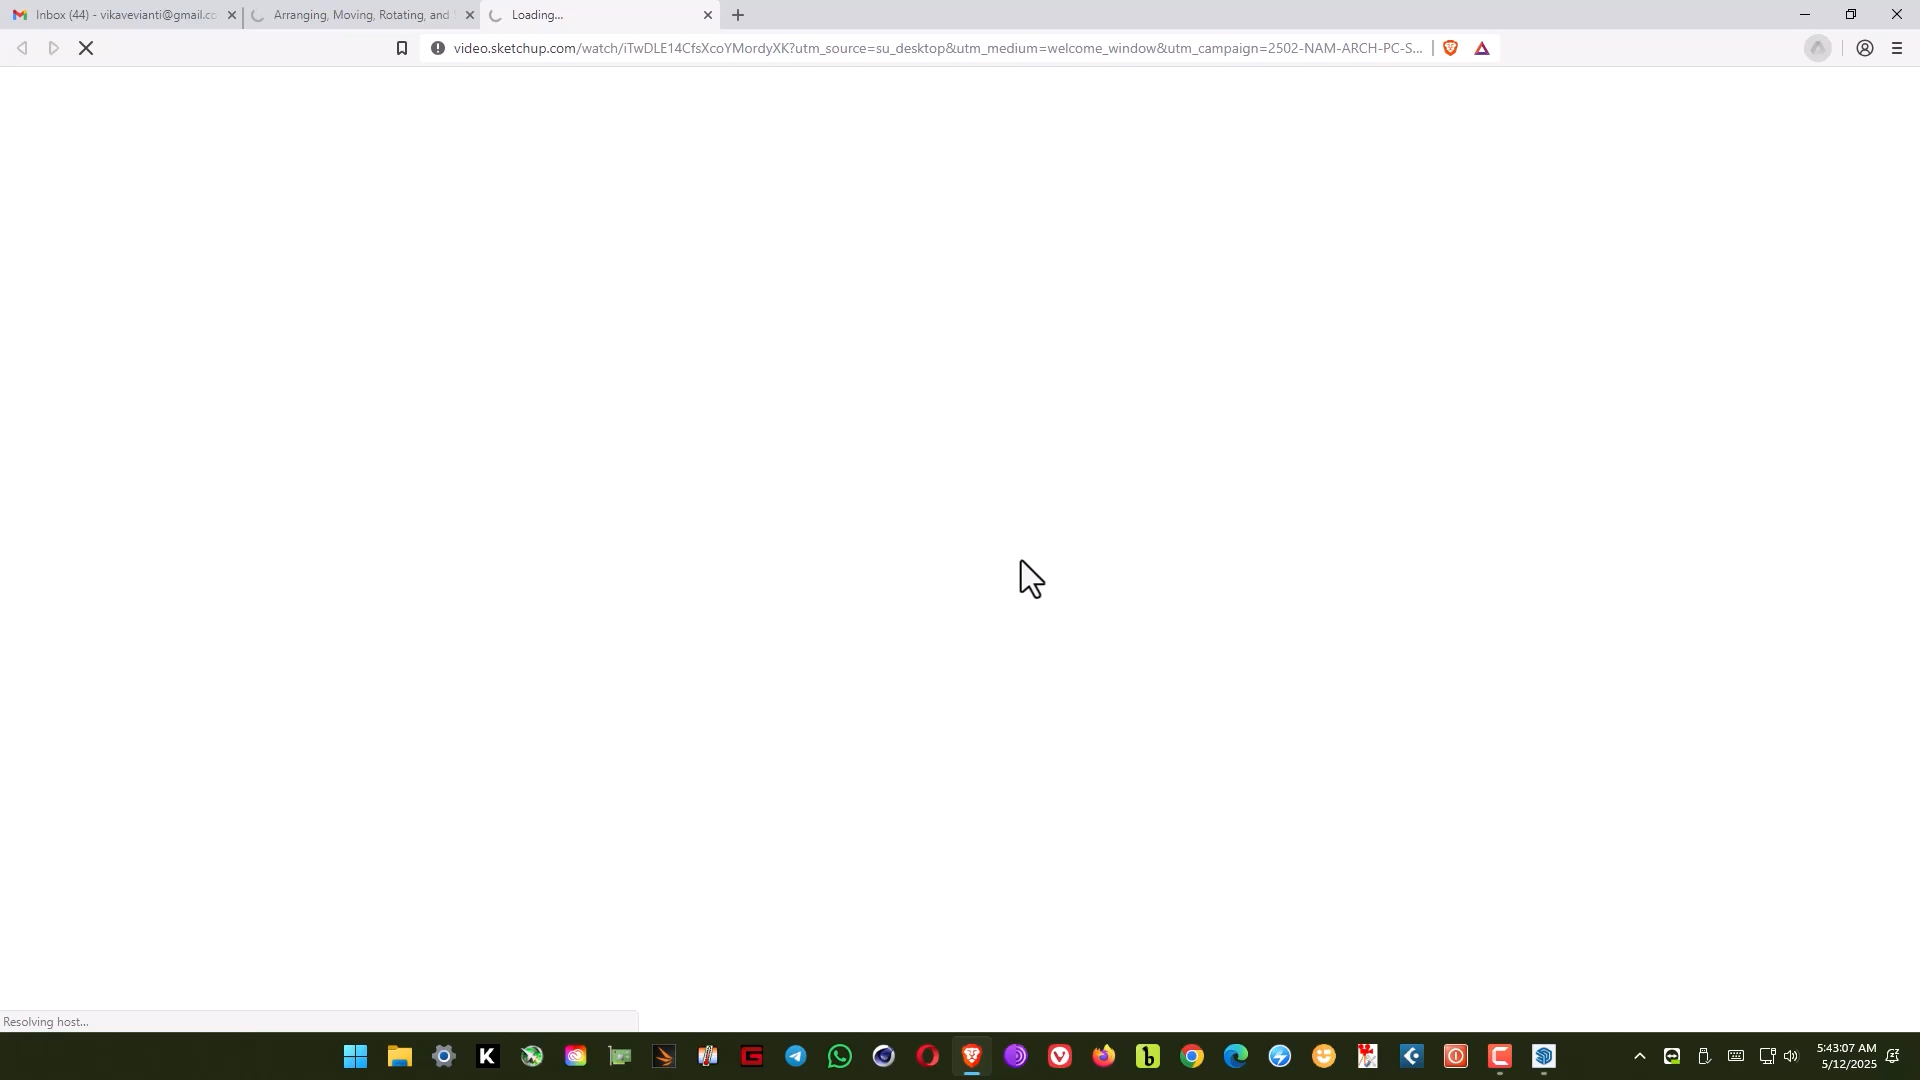 Inbox (44) - vikavevianti@gmail.co
Arranging, Moving, Rotating, and
Loading...
video.sketchup.com/watch/iTwDLE14CfsXcoYMordyXK?utm_source=su_desktop&utm_medium=welcome_window&utm_campaign=2502-NAM-ARCH-PC-S...
Resolving host...
5:43:07 AM
5/12/2025